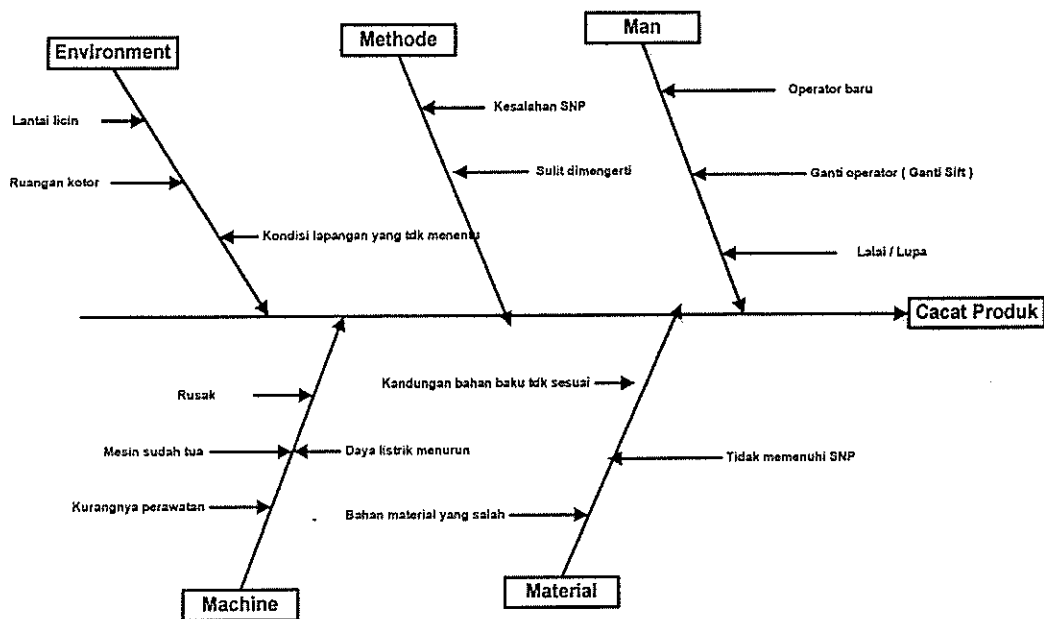 Environment
Methode
Man
Lantai licin
Ruangan kotor
Kondisi lapangan yang tdk menentu
Kesalahan SNP
Sulit dimengerti
Operator baru
Ganti operator ( Ganti Sift )
Lalai / Lupa
Cacat Produk
Rusak
Mesin sudah tua
Daya listrik menurun
Kurangnya perawatan
Kandungan bahan baku tdk sesuai
Tidak memenuhi SNP
Bahan material yang salah
Machine
Material